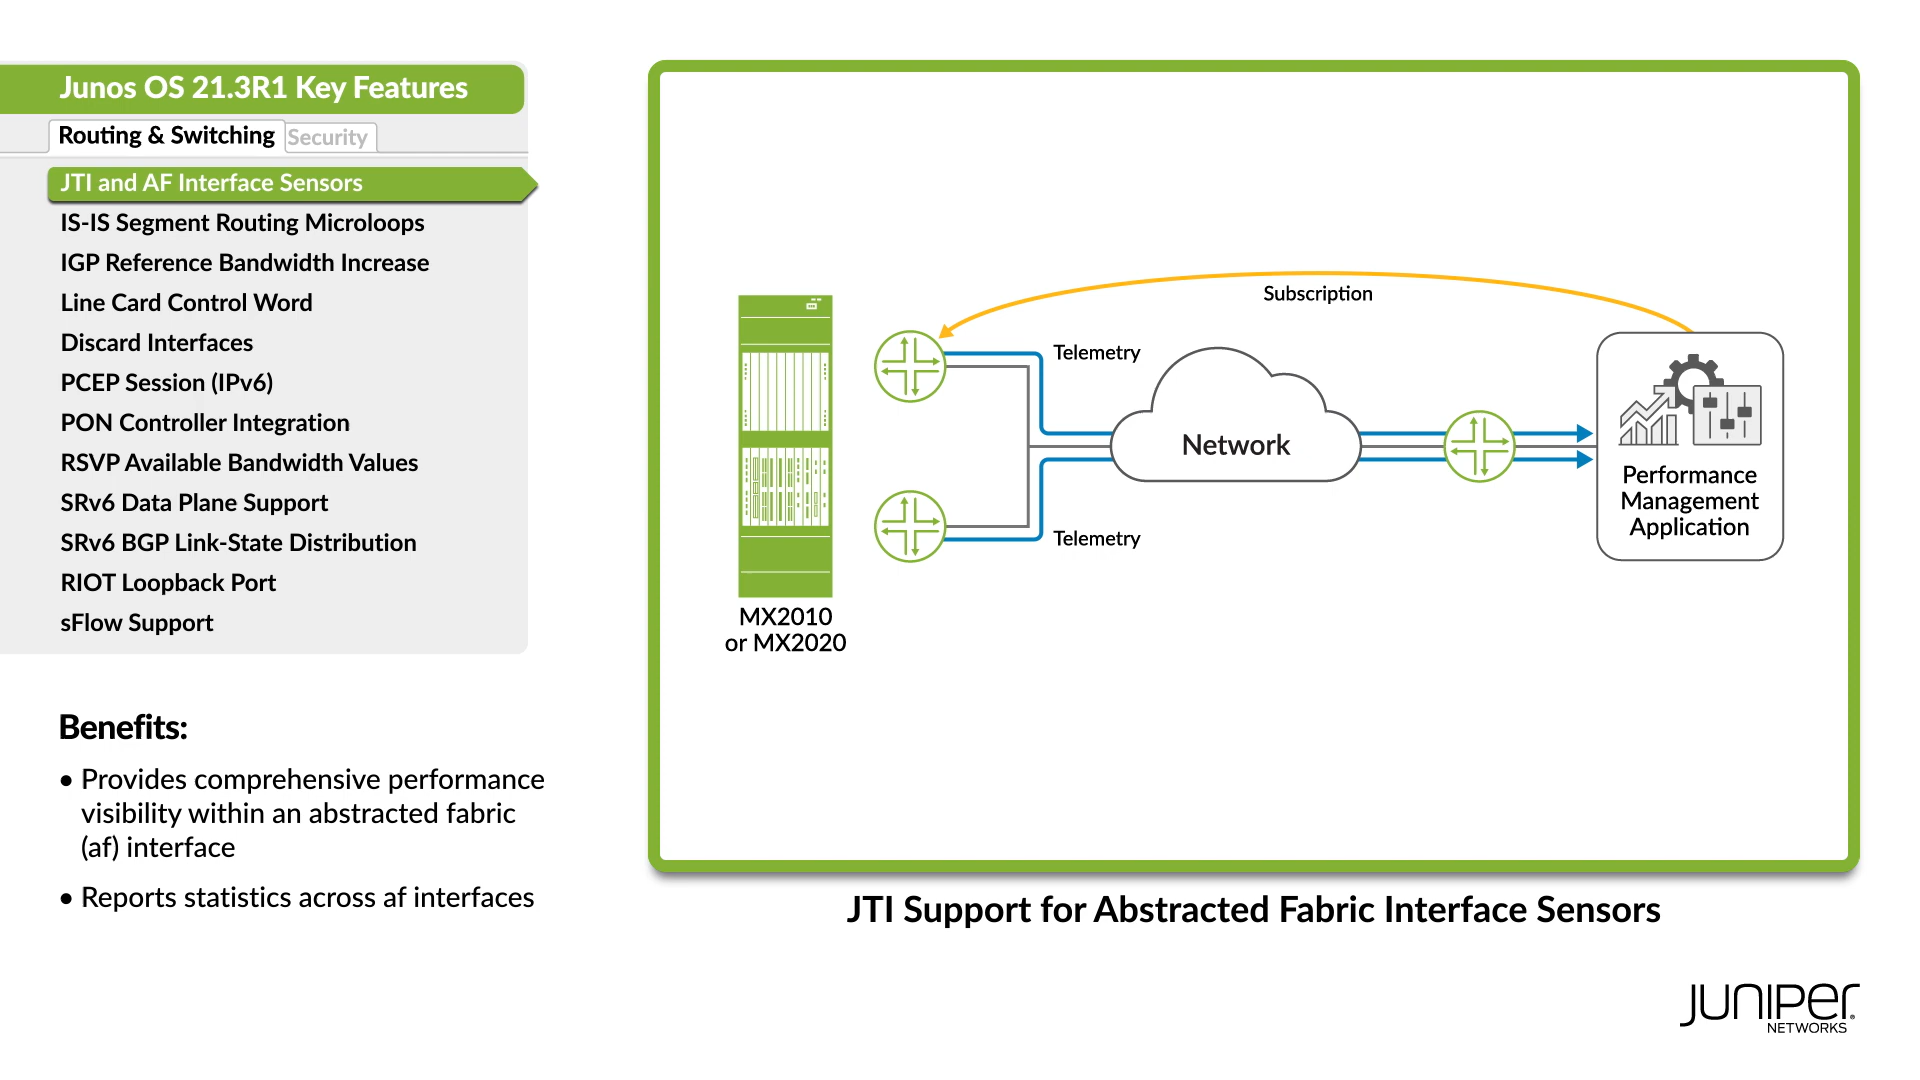 Junos OS 21.3R1 Key Features
Routing & Switching
Security
JTI and AF Interface Sensors
IS-IS Segment Routing Microloops
IGP Reference Bandwidth Increase
Line Card Control Word
Discard Interfaces
PCEP Session (IPv6)
PON Controller Integration
RSVP Available Bandwidth Values
SRv6 Data Plane Support
SRv6 BGP Link-State Distribution
RIOT Loopback Port
sFlow Support
Benefits:
• Provides comprehensive performance
visibility within an abstracted fabric
(af) interface
• Reports statistics across af interfaces
Subscription
Telemetry
Network
Telemetry
MX2010
or MX2020
Performance
Management
Application
JTI Support for Abstracted Fabric Interface Sensors
JUNIPer
NETWORKS